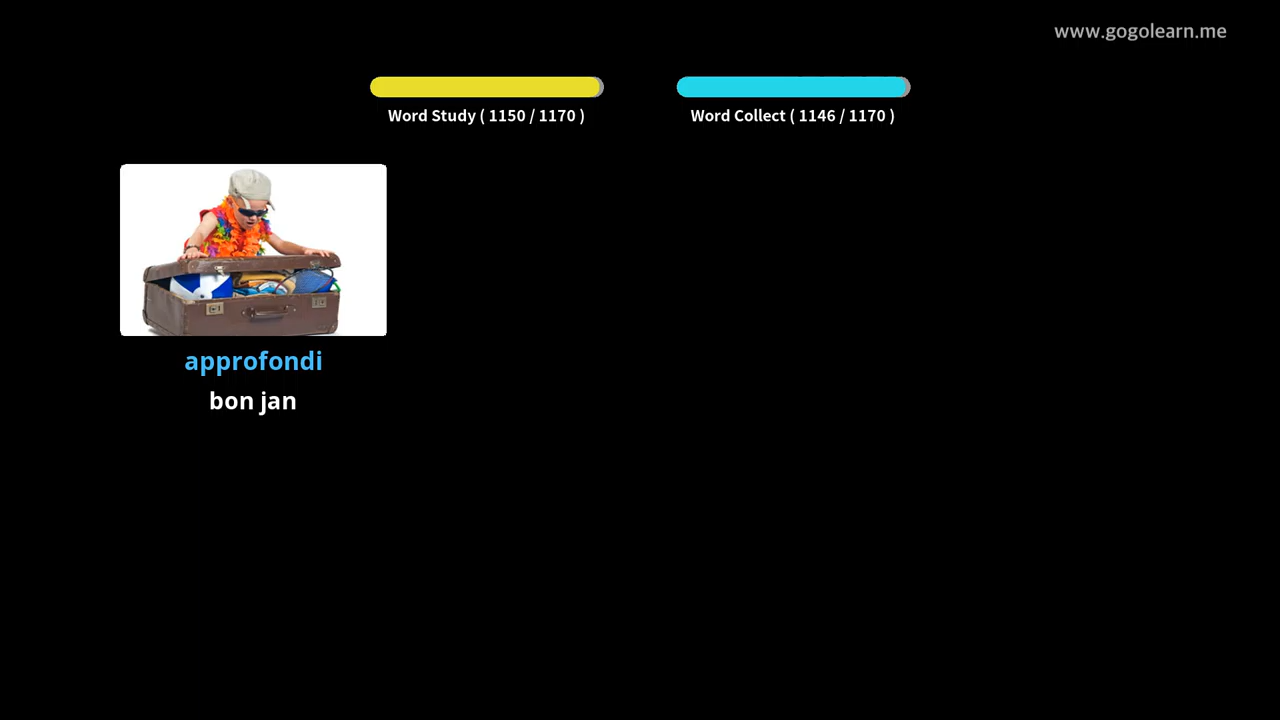 www.gogolearn.me
Word Study ( 1150 / 1170 )
Word Collect ( 1146 / 1170 )
approfondi
bon jan